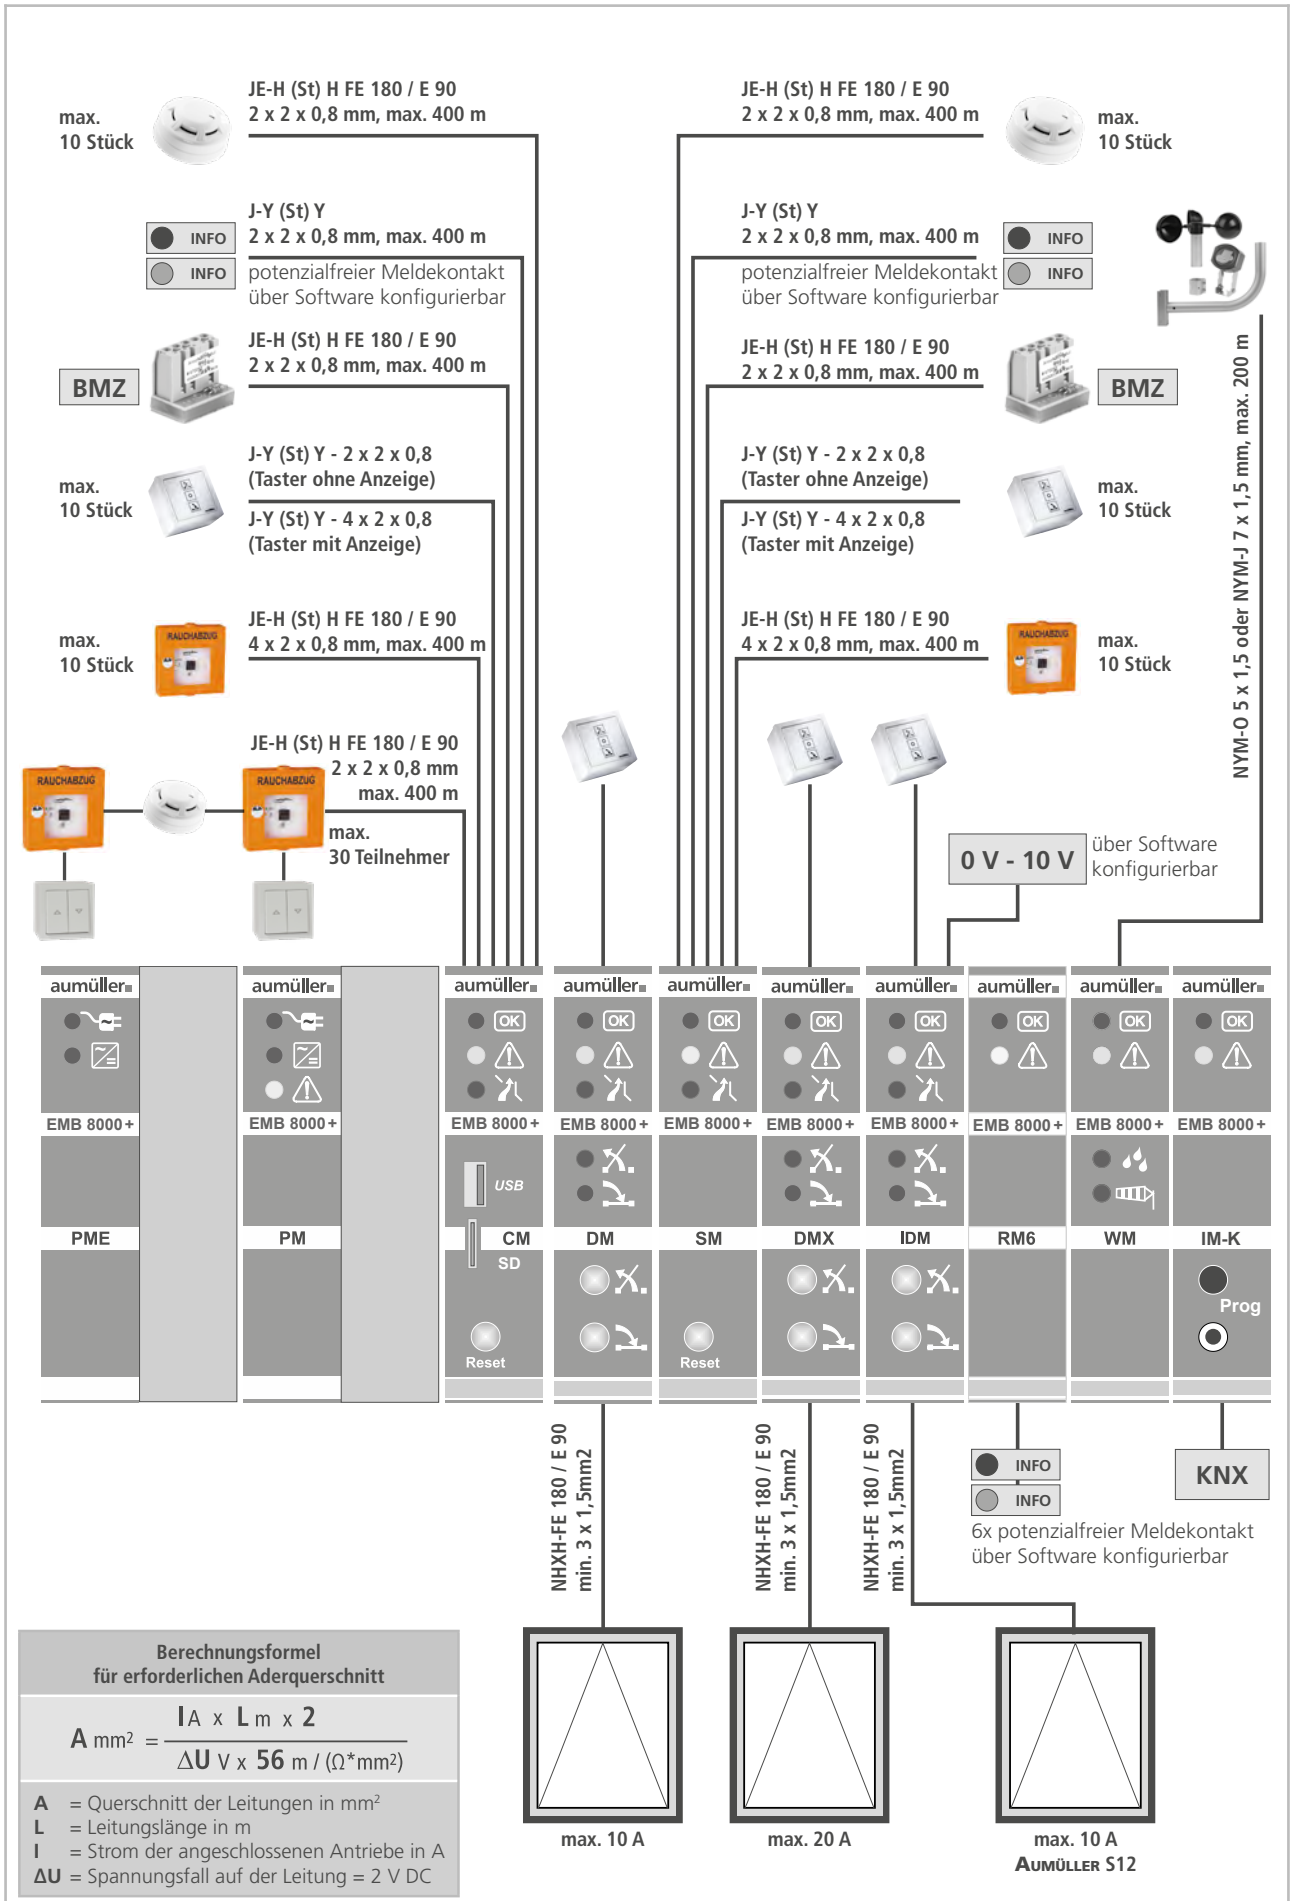 JE-H (St) H FE 180 / E 90
2 x 2 x 0,8 mm, max. 400 m
max.
10 Stück
J-Y (St) Y
2 x 2 x 0,8 mm, max. 400 m
INFO
INFO
potenzialfreier Meldekontakt
über Software konfigurierbar
JE-H (St) H FE 180 / E 90
2 x 2 x 0,8 mm, max. 400 m
BMZ
J-Y (St) Y - 2 x 2 x 0,8
(Taster ohne Anzeige)
max.
10 Stück
J-Y (St) Y - 4 x 2 x 0,8
(Taster mit Anzeige)
JE-H (St) H FE 180 / E 90
4 x 2 x 0,8 mm, max. 400 m
max.
10 Stück
RAUCHABZUG
JE-H (St) H FE 180 / E 90
2 x 2 x 0,8 mm
max. 400 m
RAUCHABZUG
RAUCHABZUG
max.
30 Teilnehmer
JE-H (St) H FE 180 / E 90
2 x 2 x 0,8 mm, max. 400 m
max.
10 Stück
J-Y (St) Y
2 x 2 x 0,8 mm, max. 400 m
INFO
INFO
potenzialfreier Meldekontakt
über Software konfigurierbar
JE-H (St) H FE 180 / E 90
2 x 2 x 0,8 mm, max. 400 m
BMZ
J-Y (St) Y - 2 x 2 x 0,8
(Taster ohne Anzeige)
max.
10 Stück
J-Y (St) Y - 4 x 2 x 0,8
(Taster mit Anzeige)
JE-H (St) H FE 180 / E 90
4 x 2 x 0,8 mm, max. 400 m
RAUCHABZUG
max.
10 Stück
NYM-O 5 x 1,5 oder NYM-J 7 x 1,5 mm, max. 200 m
0 V - 10 V
über Software
konfigurierbar
aumüller
EMB 8000+
PME
aumüller
EMB 8000+
PM
aumüller
OK
EMB 8000+
USB
CM
SD
Reset
aumüller
OK
EMB 8000+
DM
aumüller
OK
EMB 8000+
SM
Reset
aumüller
OK
EMB 8000+
DMX
aumüller
OK
EMB 8000+
IDM
aumüller
OK
EMB 8000+
RM6
aumüller
OK
EMB 8000+
WM
aumüller
OK
EMB 8000+
IM-K
Prog
NHXH-FE 180 / E 90
min. 3 x 1,5mm2
NHXH-FE 180 / E 90
min. 3 x 1,5mm2
NHXH-FE 180 / E 90
min. 3 x 1,5mm2
INFO
INFO
6x potenzialfreier Meldekontakt
über Software konfigurierbar
KNX
max. 10 A
max. 20 A
max. 10 A
AUMÜLLER S12
Berechnungsformel
für erforderlichen Aderquerschnitt
A mm² = I A x L m x 2
ΔU V x 56 m / (Ω*mm²)
A = Querschnitt der Leitungen in mm²
L = Leitungslänge in m
I = Strom der angeschlossenen Antriebe in A
ΔU = Spannungsfall auf der Leitung = 2 V DC